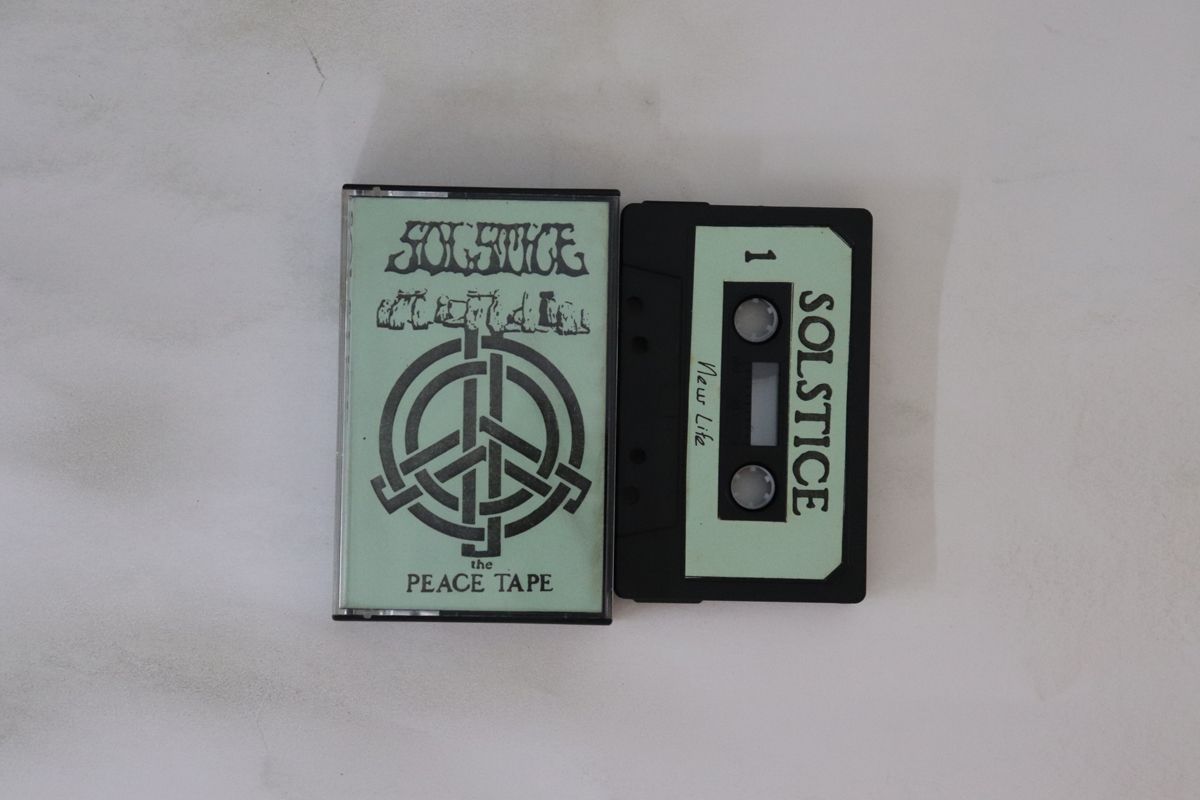 SOLSTICE
the
PEACE TAPE
1
SOLSTICE
New Life